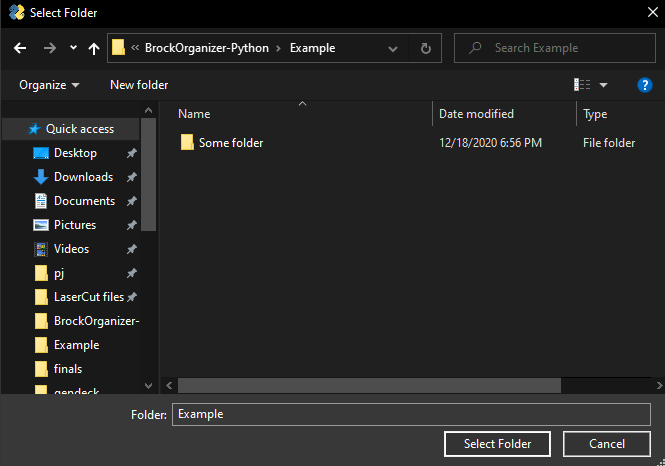 Select Folder
« BrockOrganizer-Python › Example
Search Example
Organize
New folder
Name
Date modified
Type
Some folder
12/18/2020 6:56 PM
File folder
Quick access
Desktop
Downloads
Documents
Pictures
Videos
pj
LaserCut files
BrockOrganizer-
Example
finals
gendeck
Folder:
Example
Select Folder
Cancel